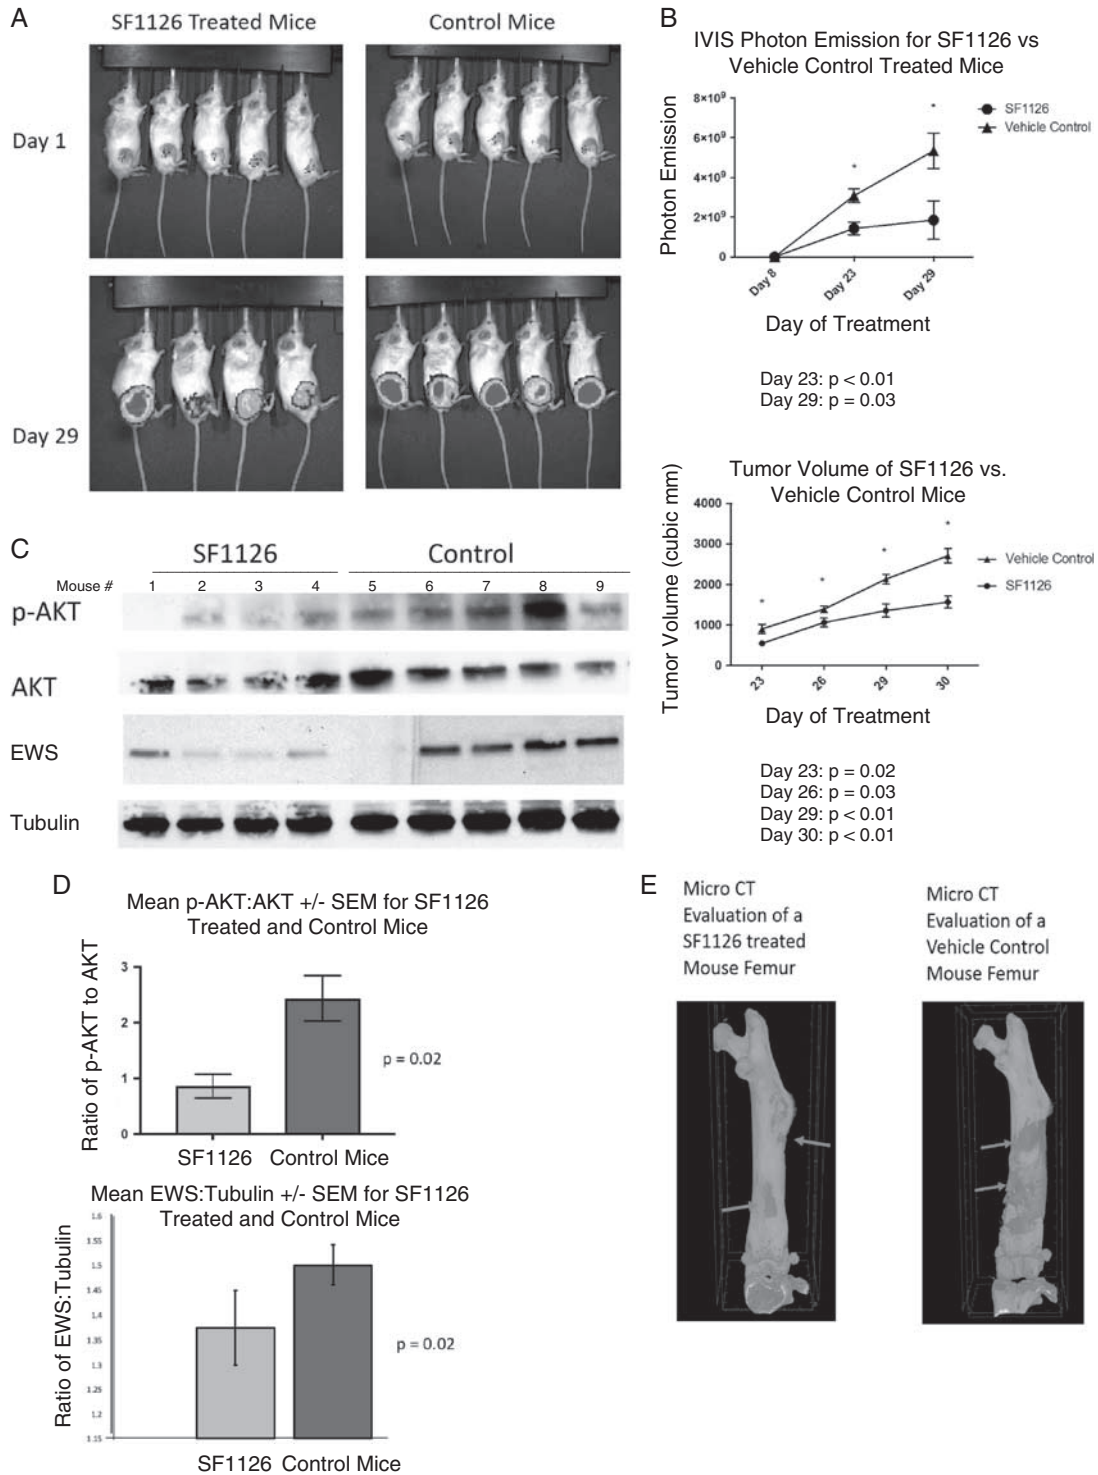 A
SF1126 Treated Mice
Control Mice
Day 1
Day 29
B
IVIS Photon Emission for SF1126 vs
Vehicle Control Treated Mice
Photon Emission
8×10⁹
6×10⁹
4×10⁹
2×10⁹
0
* *
SF1126
Vehicle Control
Day 8
Day 23
Day 29
Day of Treatment
Day 23: p < 0.01
Day 29: p = 0.03
Tumor Volume of SF1126 vs.
Vehicle Control Mice
Tumor Volume (cubic mm)
4000
3000
2000
1000
0
* * * *
Vehicle Control
SF1126
23
26
29
30
Day of Treatment
Day 23: p = 0.02
Day 26: p = 0.03
Day 29: p < 0.01
Day 30: p < 0.01
C
SF1126
Control
Mouse # 1 2 3 4 5 6 7 8 9
p-AKT
AKT
EWS
Tubulin
D
Mean p-AKT:AKT +/- SEM for SF1126
Treated and Control Mice
Ratio of p-AKT to AKT
3
2
1
0
p = 0.02
SF1126 Control Mice
Mean EWS:Tubulin +/- SEM for SF1126
Treated and Control Mice
Ratio of EWS:Tubulin
1.6
1.55
1.5
1.45
1.4
1.35
1.3
1.25
1.2
1.15
p = 0.02
SF1126 Control Mice
E
Micro CT
Evaluation of a
SF1126 treated
Mouse Femur
Micro CT
Evaluation of a
Vehicle Control
Mouse Femur